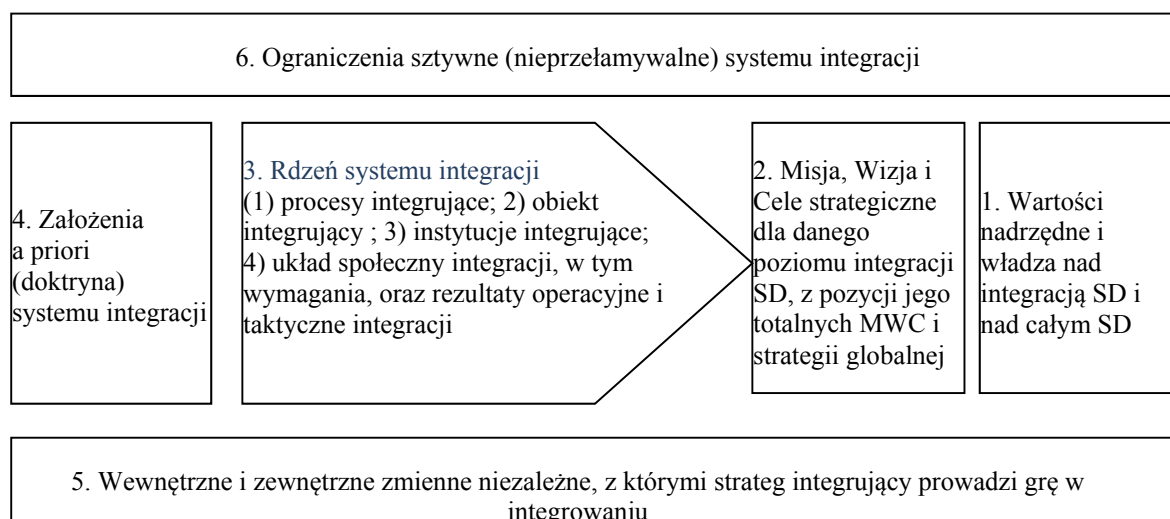 6. Ograniczenia sztywne (nieprzełamywalne) systemu integracji
4. Założenia
a priori
(doktryna)
systemu integracji
3. Rdzeń systemu integracji
(1) procesy integrujące; 2) obiekt
integrujący ; 3) instytucje integrujące;
4) układ społeczny integracji, w tym
wymagania, oraz rezultaty operacyjne i
taktyczne integracji
2. Misja, Wizja i
Cele strategiczne
dla danego
poziomu integracji
SD, z pozycji jego
totalnych MWC i
strategii globalnej
1. Wartości
nadrzędne i
władza nad
integracją SD i
nad całym SD
5. Wewnętrzne i zewnętrzne zmienne niezależne, z którymi strateg integrujący prowadzi grę w
integrowaniu